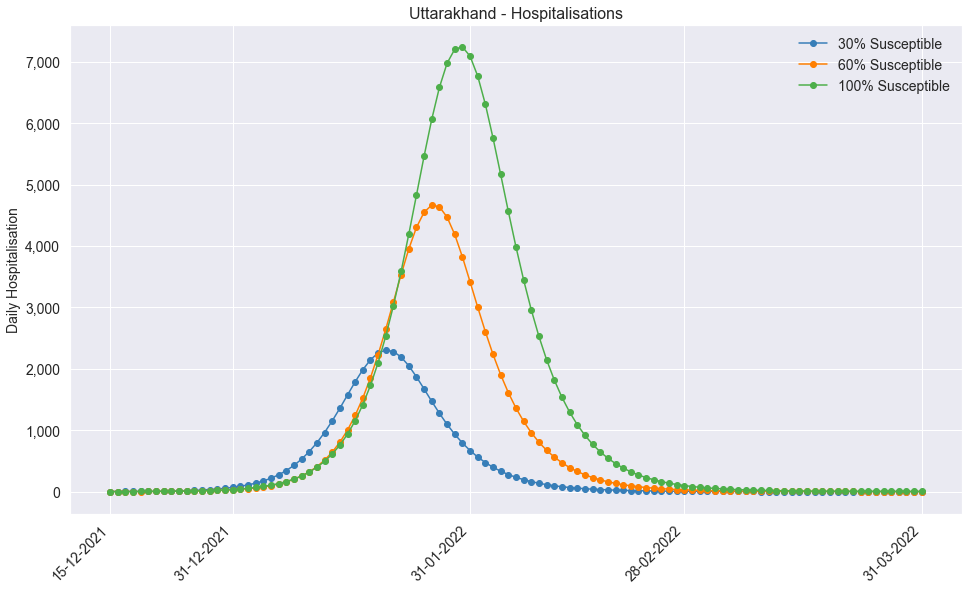 Uttarakhand - Hospitalisations
30% Susceptible
60% Susceptible
100% Susceptible
Daily Hospitalisation
7,000
6,000
5,000
4,000
3,000
2,000
1,000
0
15-12-2021
31-12-2021
31-01-2022
28-02-2022
31-03-2022